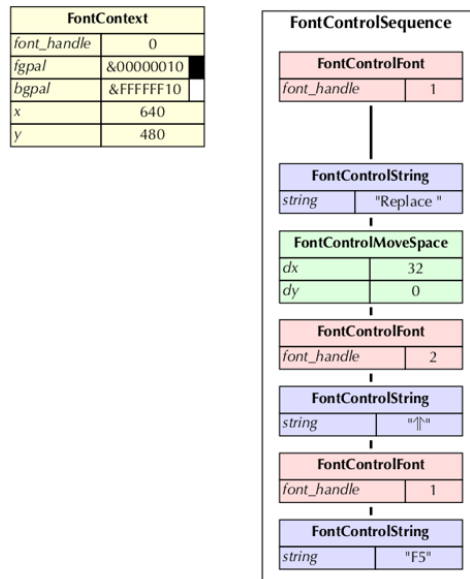 FontContext
font_handle 0
fgpal &00000010
bgpal &FFFFFF10
x 640
y 480
FontControlSequence
FontControlFont
font_handle 1
FontControlString
string "Replace "
FontControlMoveSpace
dx 32
dy 0
FontControlFont
font_handle 2
FontControlString
string "⇑"
FontControlFont
font_handle 1
FontControlString
string "F5"